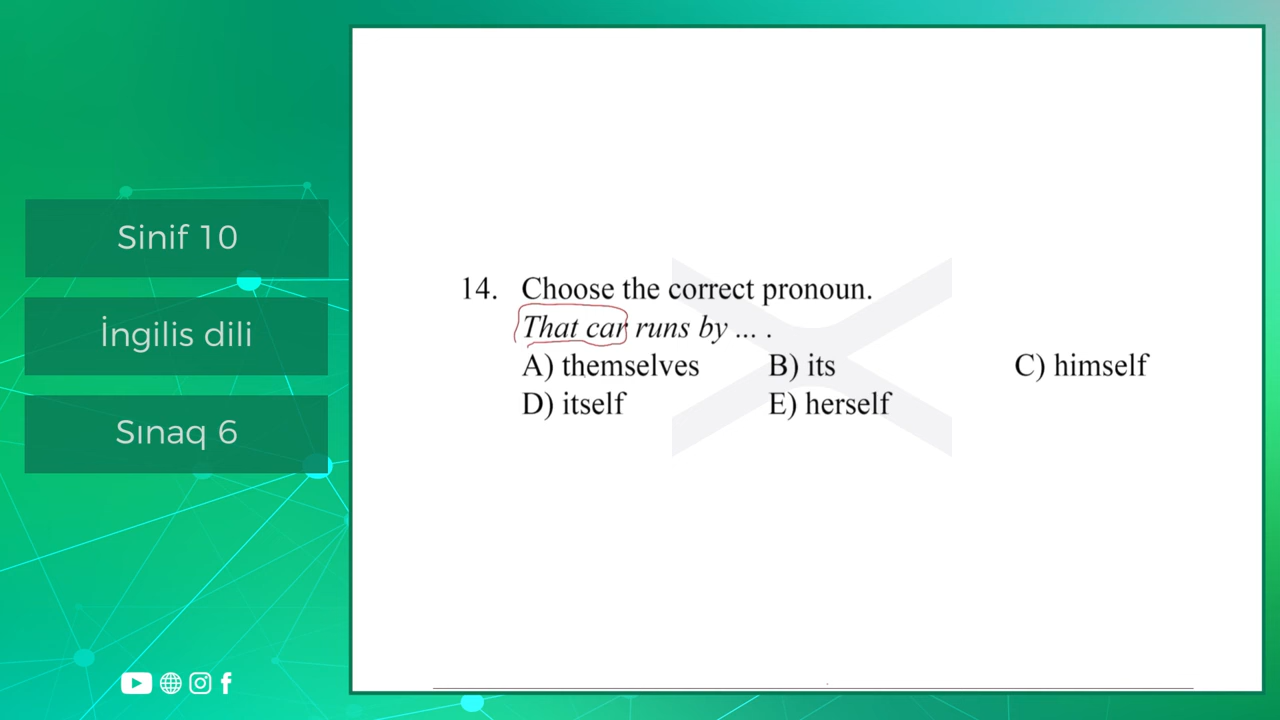 Sinif 10
İngilis dili
Sınaq 6
14. Choose the correct pronoun.
That car runs by ... .
A) themselves B) its C) himself
D) itself E) herself